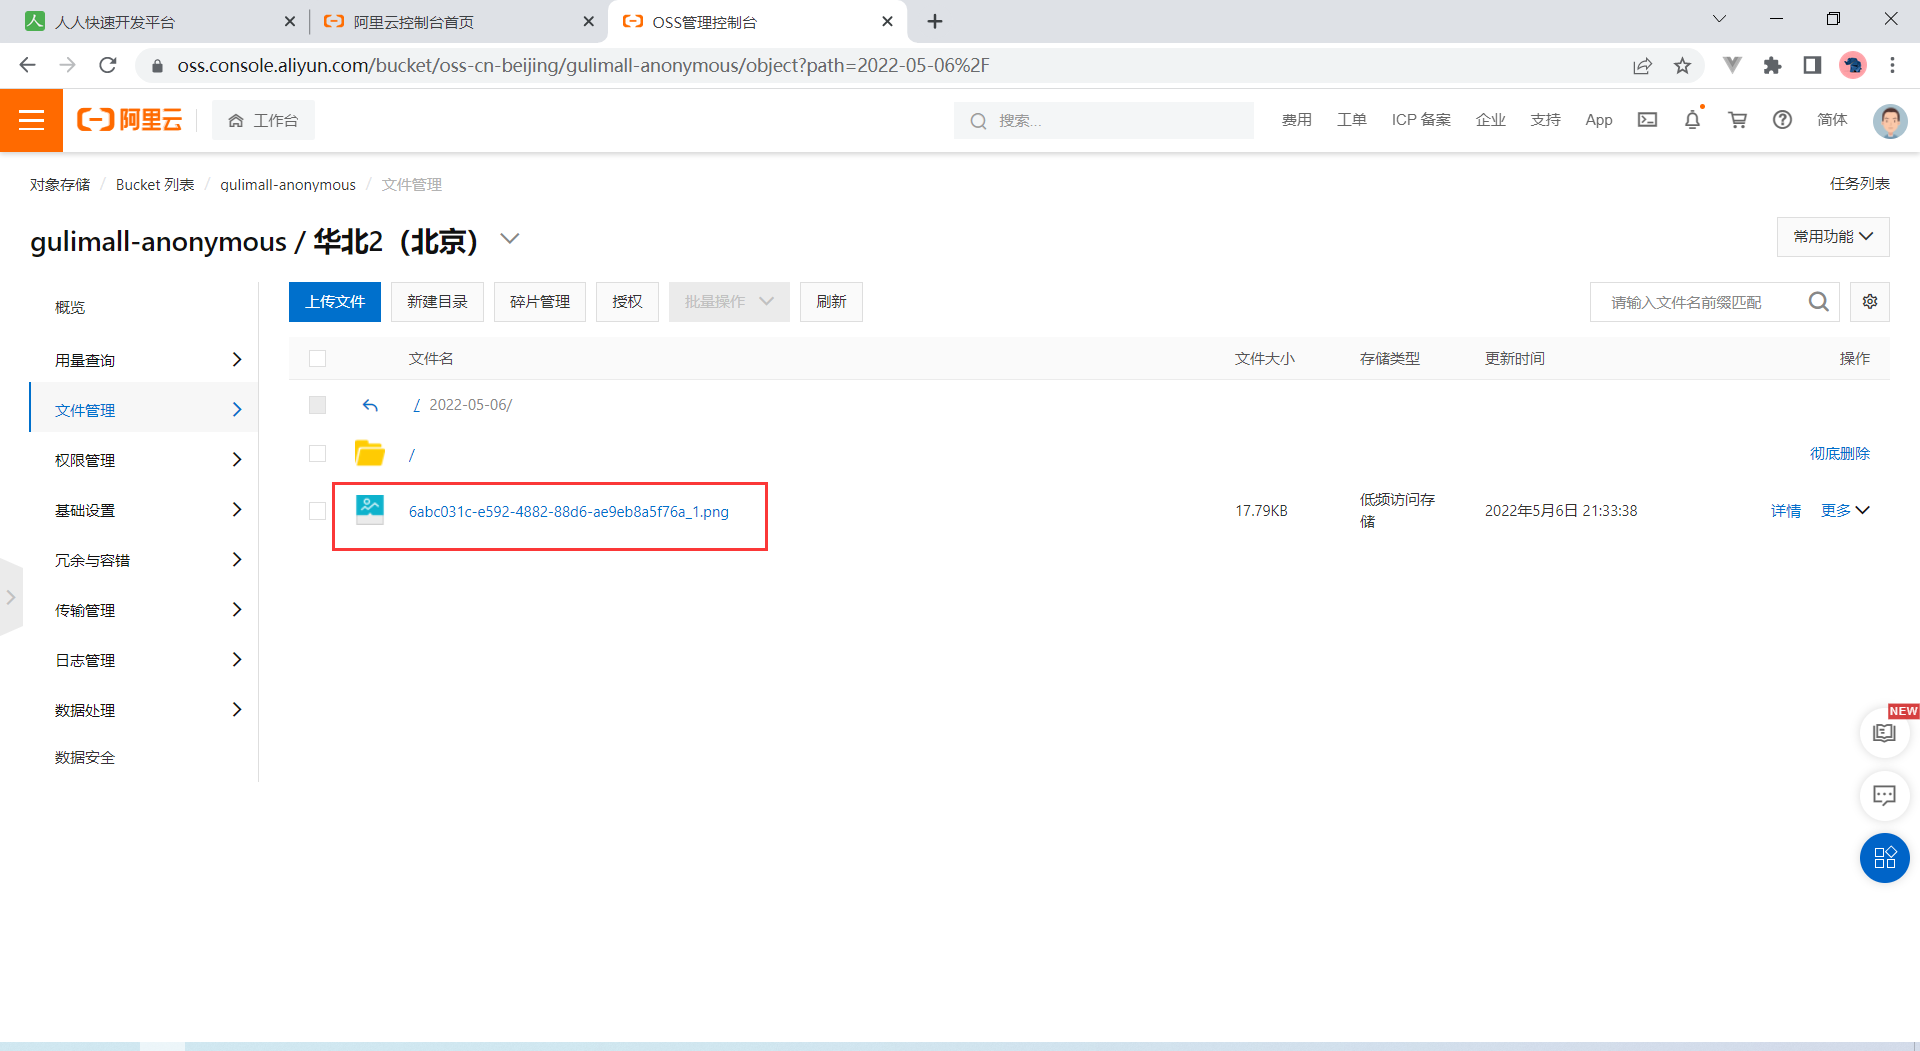 人人快速开发平台
阿里云控制台首页
OSS管理控制台
oss.console.aliyun.com/bucket/oss-cn-beijing/gulimall-anonymous/object?path=2022-05-06%2F
阿里云
工作台
搜索...
费用
工单
ICP 备案
企业
支持
App
简体
对象存储 / Bucket 列表 / gulimall-anonymous / 文件管理
任务列表
gulimall-anonymous / 华北2（北京）
常用功能
概览
用量查询
文件管理
权限管理
基础设置
冗余与容错
传输管理
日志管理
数据处理
数据安全
上传文件
新建目录
碎片管理
授权
批量操作
刷新
请输入文件名前缀匹配
文件名
文件大小
存储类型
更新时间
操作
/ 2022-05-06/
/
彻底删除
6abc031c-e592-4882-88d6-ae9eb8a5f76a_1.png
17.79KB
低频访问存
储
2022年5月6日 21:33:38
详情
更多
NEW